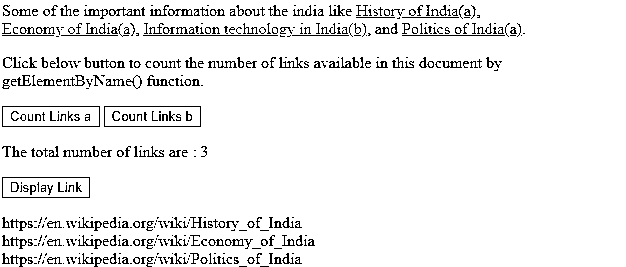 Some of the important information about the india like History of India(a),
Economy of India(a), Information technology in India(b), and Politics of India(a).
Click below button to count the number of links available in this document by
getElementByName() function.
Count Links a Count Links b
The total number of links are : 3
Display Link
https://en.wikipedia.org/wiki/History_of_India
https://en.wikipedia.org/wiki/Economy_of_India
https://en.wikipedia.org/wiki/Politics_of_India